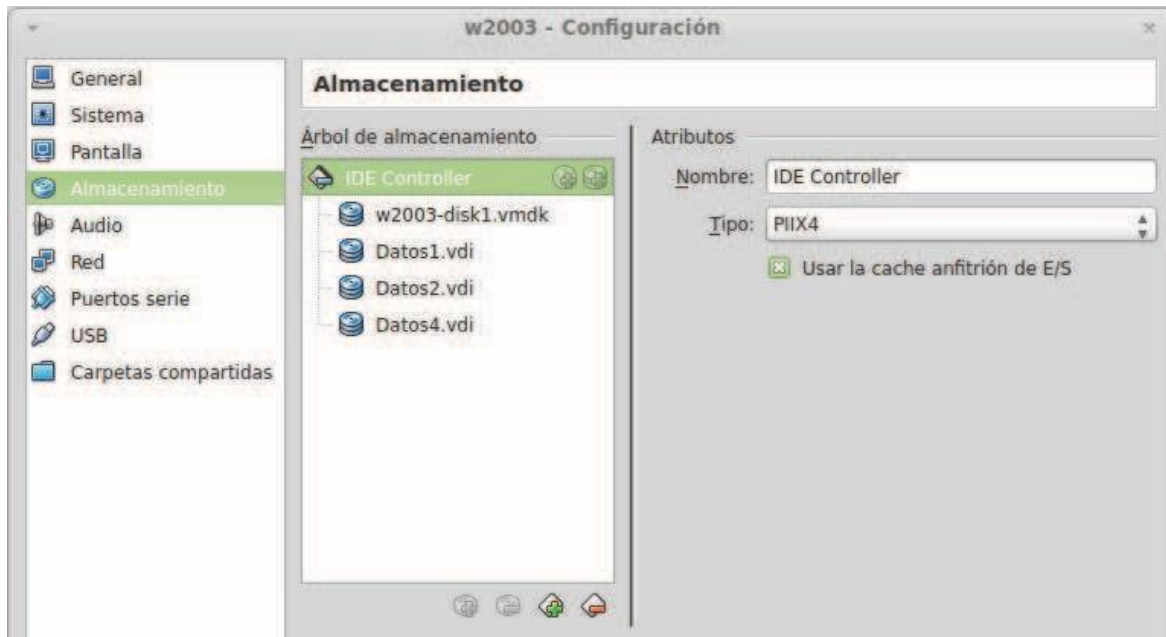 w2003 - Configuración
General
Sistema
Pantalla
Almacenamiento
Audio
Red
Puertos serie
USB
Carpetas compartidas
Almacenamiento
Árbol de almacenamiento
IDE Controller
w2003-disk1.vmdk
Datos1.vdi
Datos2.vdi
Datos4.vdi
Atributos
Nombre: IDE Controller
Tipo: PIIX4
Usar la cache anfitrión de E/S